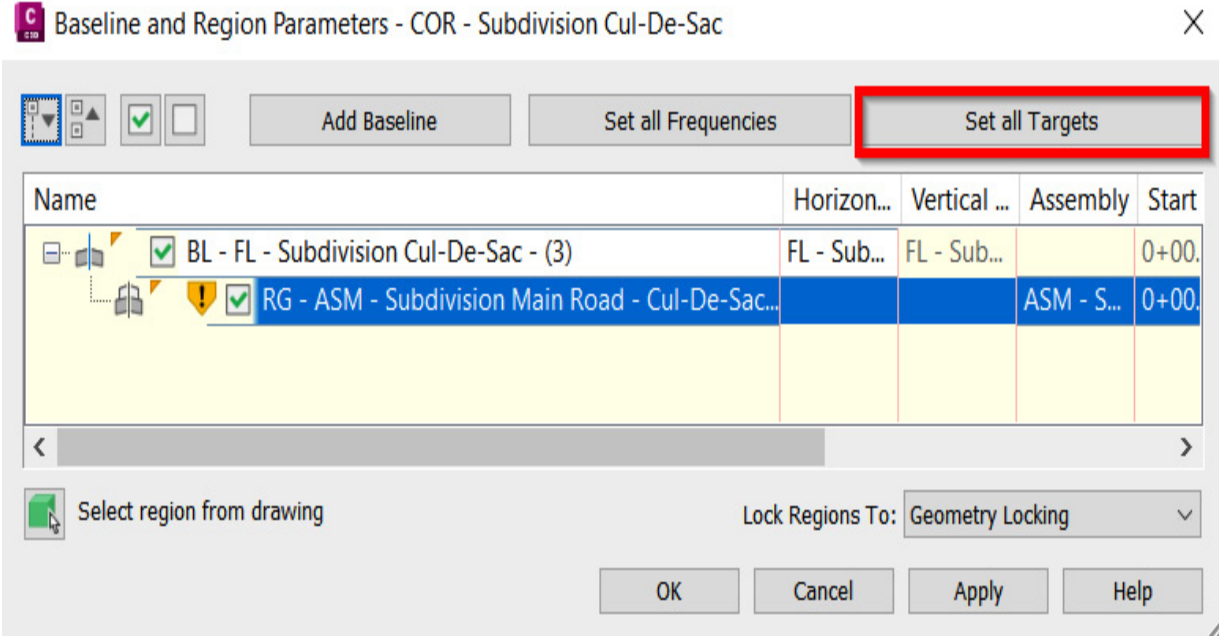 C
C3D
Baseline and Region Parameters - COR - Subdivision Cul-De-Sac
Add Baseline
Set all Frequencies
Set all Targets
Name
Horizon...
Vertical ...
Assembly
Start
BL - FL - Subdivision Cul-De-Sac - (3)
FL - Sub...
FL - Sub...
0+00.
RG - ASM - Subdivision Main Road - Cul-De-Sac...
ASM - S...
0+00.
Select region from drawing
Lock Regions To:
Geometry Locking
OK
Cancel
Apply
Help